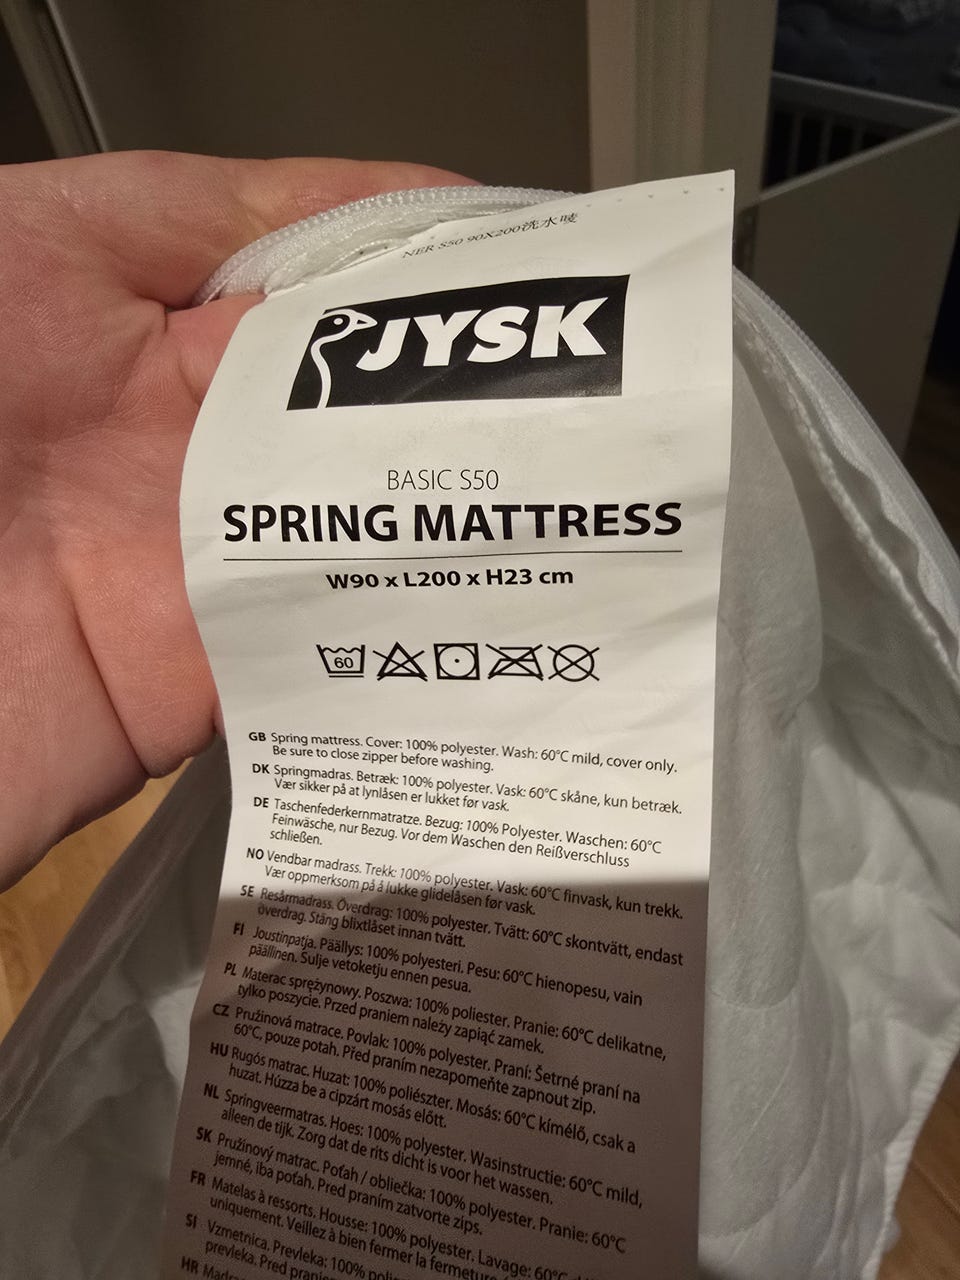 NER S50 90X200洗水唛
JYSK
BASIC S50
SPRING MATTRESS
W90 x L200 x H23 cm
60
GB Spring mattress. Cover: 100% polyester. Wash: 60°C mild, cover only.
Be sure to close zipper before washing.
DK Springmadras. Betræk: 100% polyester. Vask: 60°C skåne, kun betræk.
Vær sikker på at lynlåsen er lukket før vask.
DE Taschenfederkernmatratze. Bezug: 100% Polyester. Waschen: 60°C
Feinwäsche, nur Bezug. Vor dem Waschen den Reißverschluss
schließen.
NO Vendbar madrass. Trekk: 100% polyester. Vask: 60°C finvask, kun trekk.
Vær oppmerksom på å lukke glidelåsen før vask.
SE Resårmadrass. Överdrag: 100% polyester. Tvätt: 60°C skontvätt, endast
överdrag. Stäng blixtlåset innan tvätt.
FI Joustinpatja. Päällys: 100% polyesteri. Pesu: 60°C hienopesu, vain
päällinen. Sulje vetoketju ennen pesua.
PL Materac sprężynowy. Poszwa: 100% poliester. Pranie: 60°C delikatne,
tylko poszycie. Przed praniem należy zapiąć zamek.
CZ Pružinová matrace. Povlak: 100% polyester. Praní: Šetrné praní na
60°C, pouze potah. Před praním nezapomeňte zapnout zip.
HU Rugós matrac. Huzat: 100% poliészter. Mosás: 60°C kímélő, csak a
huzat. Húzza be a cipzárt mosás előtt.
NL Springveermatras. Hoes: 100% polyester. Wasinstructie: 60°C mild,
alleen de tijk. Zorg dat de rits dicht is voor het wassen.
SK Pružinový matrac. Poťah / obliečka: 100% polyester. Pranie: 60°C
jemné, iba poťah. Pred praním zatvorte zips.
FR Matelas à ressorts. Housse: 100% polyester. Lavage: 60°C
uniquement. Veillez à bien fermer la fermeture
SI Vzmetnica. Prevleka: 100%
prevleka. Pred
HR